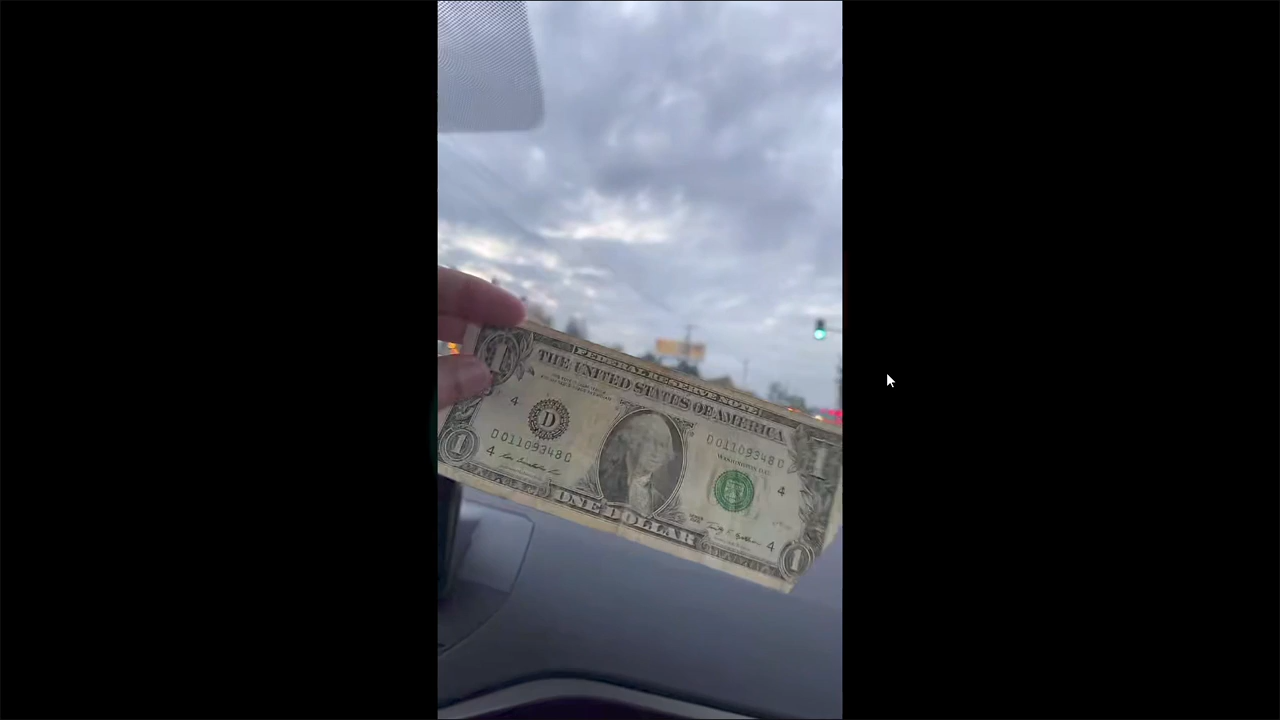 FEDERAL RESERVE NOTE
THE UNITED STATES OF AMERICA
1
1
4
D
D 01109348 D
D 01109348 D
WASHINGTON, D.C.
4
4
4
1
1
ONE DOLLAR